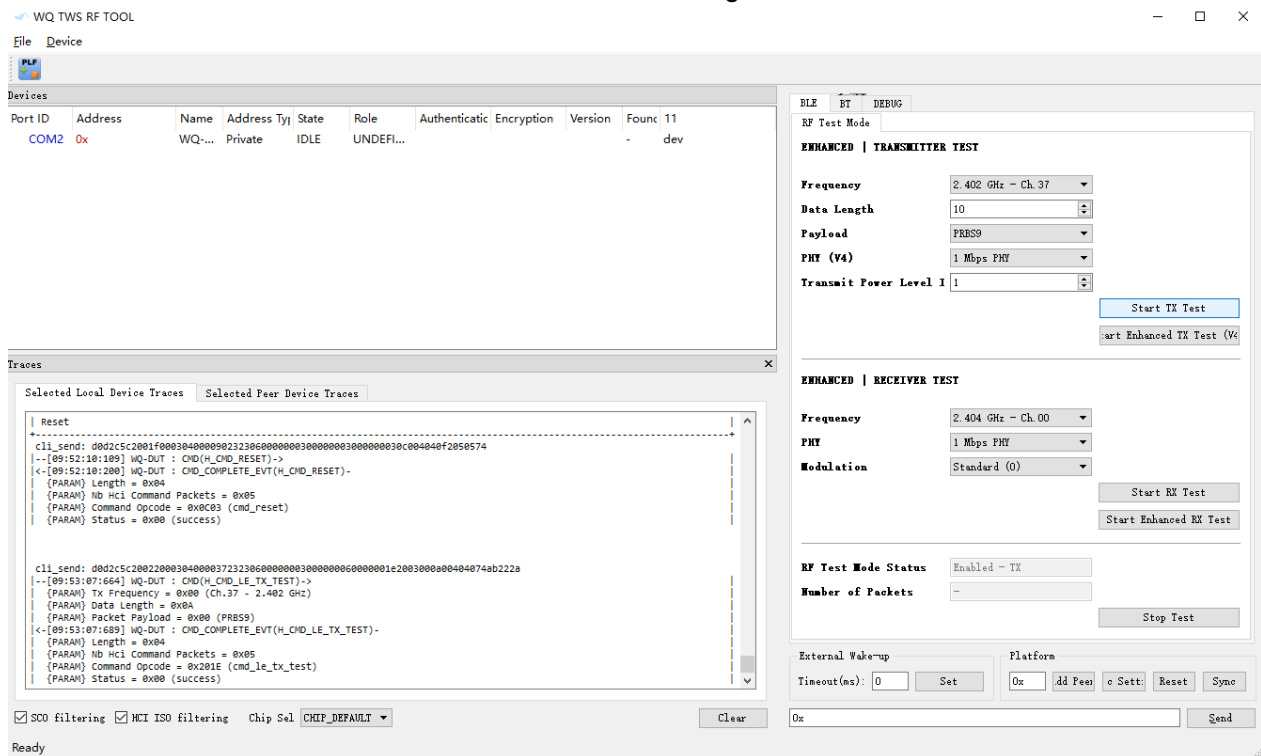 WQ TWS RF TOOL
File Device
PLF
Devices
Port ID Address Name Address Typ State Role Authenticatic Encryption Version Found 11
COM2 0x WQ-... Private IDLE UNDEFI... - dev
Traces
Selected Local Device Traces Selected Peer Device Traces
| Reset |
+--------------------------------------------------------------------------------------------------+
cli_send: d0d2c5c2001f00030400009023230600000003000000003000000030c004040f2050574
|--[09:52:10:109] WQ-DUT : CMD(H_CMD_RESET)-> |
|<-[09:52:10:200] WQ-DUT : CMD_COMPLETE_EVT(H_CMD_RESET)- |
| {PARAM} Length = 0x04 |
| {PARAM} Nb Hci Command Packets = 0x05 |
| {PARAM} Command Opcode = 0x0C03 (cmd_reset) |
| {PARAM} Status = 0x00 (success) |
cli_send: d0d2c5c20022000304000037232306000000030000000060000001e2003000a00404074ab222a
|--[09:53:07:664] WQ-DUT : CMD(H_CMD_LE_TX_TEST)-> |
| {PARAM} Tx Frequency = 0x00 (Ch.37 - 2.402 GHz) |
| {PARAM} Data Length = 0x0A |
| {PARAM} Packet Payload = 0x00 (PRBS9) |
|<-[09:53:07:689] WQ-DUT : CMD_COMPLETE_EVT(H_CMD_LE_TX_TEST)- |
| {PARAM} Length = 0x04 |
| {PARAM} Nb Hci Command Packets = 0x05 |
| {PARAM} Command Opcode = 0x201E (cmd_le_tx_test) |
| {PARAM} Status = 0x00 (success) |
SCO filtering HCI ISO filtering Chip Sel CHIP_DEFAULT Clear
Ready
BLE BT DEBUG
RF Test Mode
ENHANCED | TRANSMITTER TEST
Frequency 2.402 GHz - Ch.37
Data Length 10
Payload PRBS9
PHY (V4) 1 Mbps PHY
Transmit Power Level I 1
Start TX Test
:art Enhanced TX Test (V4
ENHANCED | RECEIVER TEST
Frequency 2.404 GHz - Ch.00
PHY 1 Mbps PHY
Modulation Standard (0)
Start RX Test
Start Enhanced RX Test
RF Test Mode Status Enabled - TX
Number of Packets -
Stop Test
External Wake-up Platform
Timeout(ms): 0 Set 0x .dd Peer c Sett: Reset Sync
0x Send